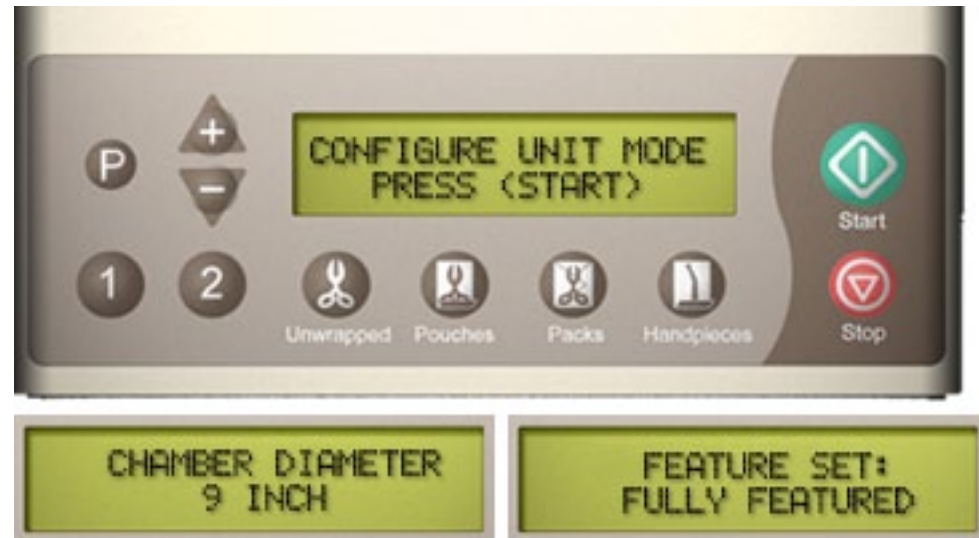 P
+
CONFIGURE UNIT MODE
PRESS (START)
-
Start
1
2
Unwrapped
Pouches
Packs
Handpieces
Stop
CHAMBER DIAMETER
9 INCH
FEATURE SET:
FULLY FEATURED